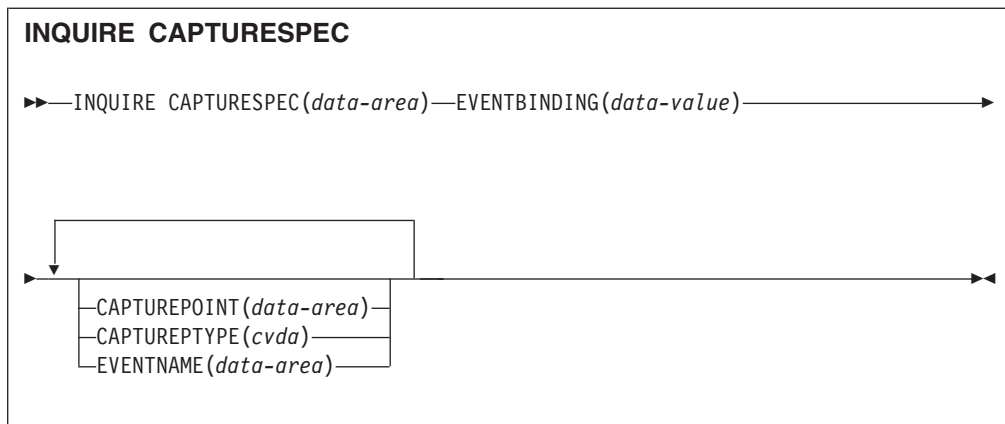 INQUIRE CAPTURESPEC
INQUIRE CAPTURESPEC(data-area) EVENTBINDING(data-value)
CAPTUREPOINT(data-area)
CAPTUREPTYPE(cvda)
EVENTNAME(data-area)